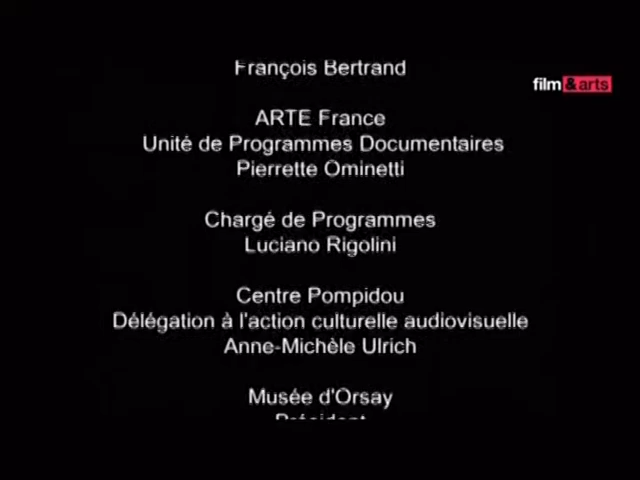 François Bertrand
film&arts
ARTE France
Unité de Programmes Documentaires
Pierrette Ominetti
Chargé de Programmes
Luciano Rigolini
Centre Pompidou
Délégation à l'action culturelle audiovisuelle
Anne-Michèle Ulrich
Musée d'Orsay
Président